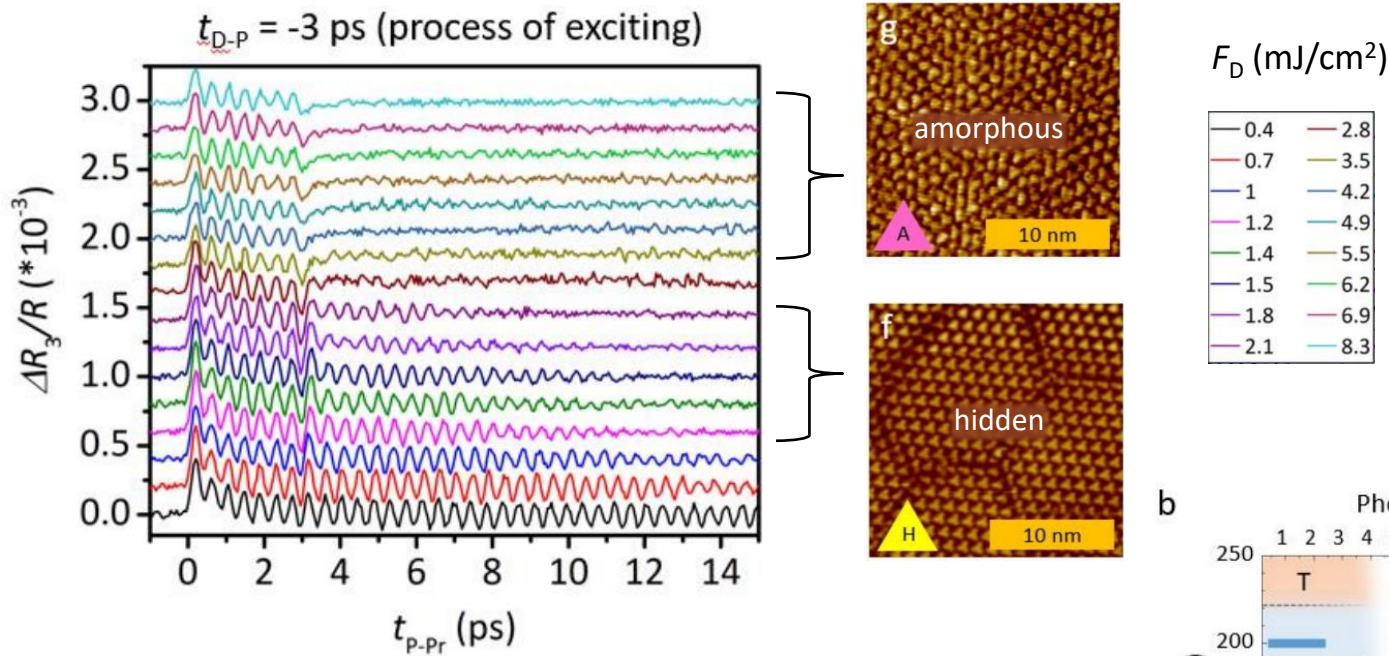 t_D-P = -3 ps (process of exciting)
ΔR₃/R (*10⁻³)
3.0
2.5
2.0
1.5
1.0
0.5
0.0
0 2 4 6 8 10 12 14
t_P-Pr (ps)
g
amorphous
A
10 nm
f
hidden
H
10 nm
F_D (mJ/cm²)
0.4 2.8
0.7 3.5
1 4.2
1.2 4.9
1.4 5.5
1.5 6.2
1.8 6.9
2.1 8.3
b
1 2 3 4
250
T
200